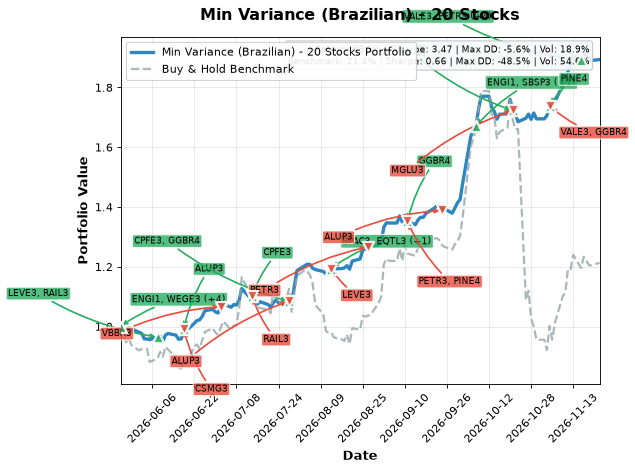 Min Variance (Brazilian) - 20 Stocks
Min Variance (Brazilian) - 20 Stocks Portfolio
Buy & Hold Benchmark
3.47 | Max DD: -5.6% | Vol: 18.9%
0.66 | Max DD: -48.5% | Vol:
ENGI1, SBSP3
PINE4
VALE3, GGBR4
GGBR4
MGLU3
ALUP3
EQTL3 (+1)
PETR3, PINE4
LEVE3
CPFE3, GGBR4
CPFE3
ALUP3
LEVE3, RAIL3
ENGI1, WEGE3 (+4)
PETR3
RAIL3
ALUP3
CSMG3
Portfolio Value
1.8
1.6
1.4
1.2
2026-06-06
2026-06-22
2026-07-08
2026-07-24
2026-08-09
2026-08-25
2026-09-10
2026-09-26
2026-10-12
2026-10-28
2026-11-13
Date